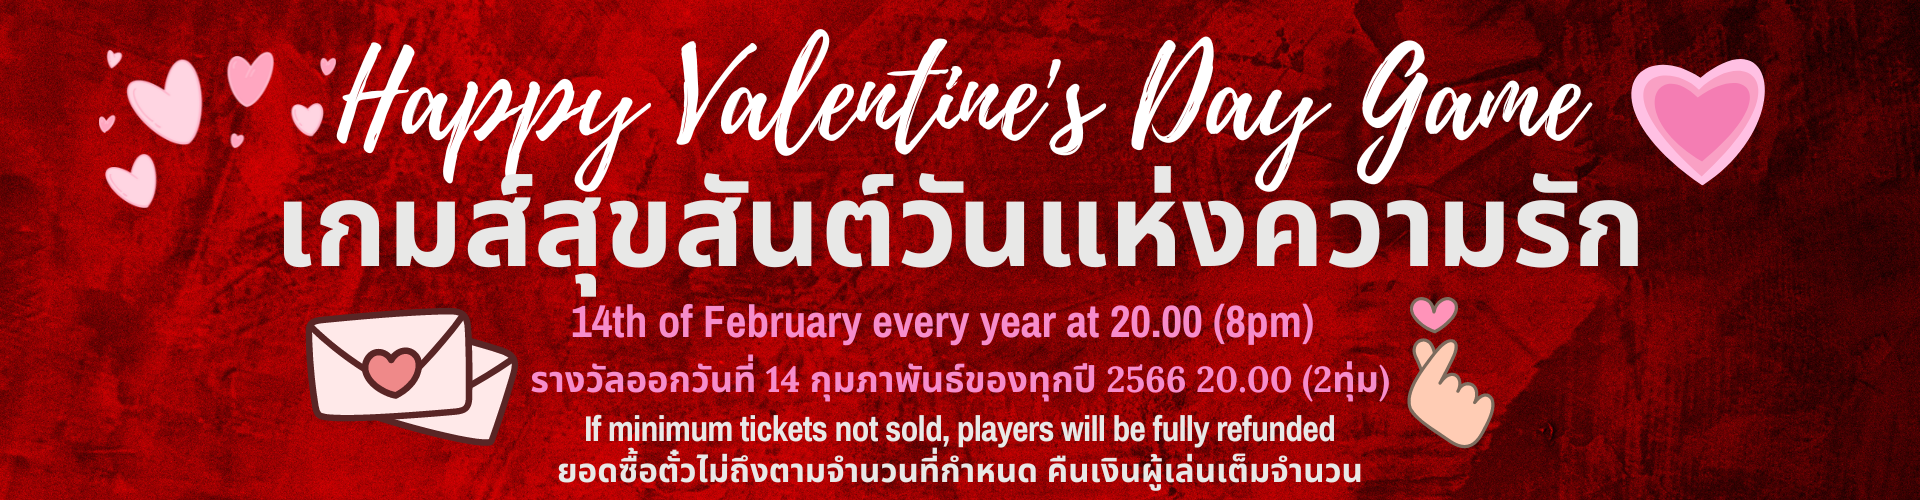 Happy Valentine's Day Game
เกมส์สุขสันต์วันแห่งความรัก
14th of February every year at 20.00 (8pm)
รางวัลออกวันที่ 14 กุมภาพันธ์ของทุกปี 2566 20.00 (2ทุ่ม)
If minimum tickets not sold, players will be fully refunded
ยอดซื้อตั๋วไม่ถึงตามจำนวนที่กำหนด คืนเงินผู้เล่นเต็มจำนวน